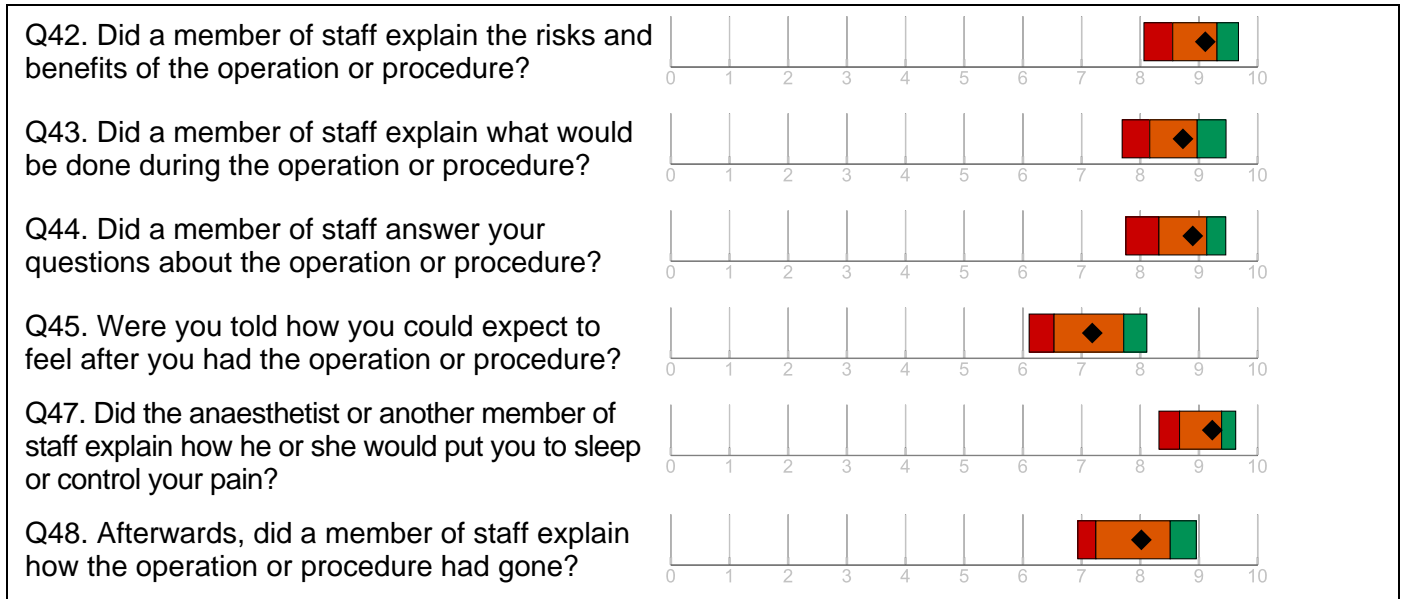 Q42. Did a member of staff explain the risks and
benefits of the operation or procedure?
0 1 2 3 4 5 6 7 8 9 10
Q43. Did a member of staff explain what would
be done during the operation or procedure?
0 1 2 3 4 5 6 7 8 9 10
Q44. Did a member of staff answer your
questions about the operation or procedure?
0 1 2 3 4 5 6 7 8 9 10
Q45. Were you told how you could expect to
feel after you had the operation or procedure?
0 1 2 3 4 5 6 7 8 9 10
Q47. Did the anaesthetist or another member of
staff explain how he or she would put you to sleep
or control your pain?
0 1 2 3 4 5 6 7 8 9 10
Q48. Afterwards, did a member of staff explain
how the operation or procedure had gone?
0 1 2 3 4 5 6 7 8 9 10